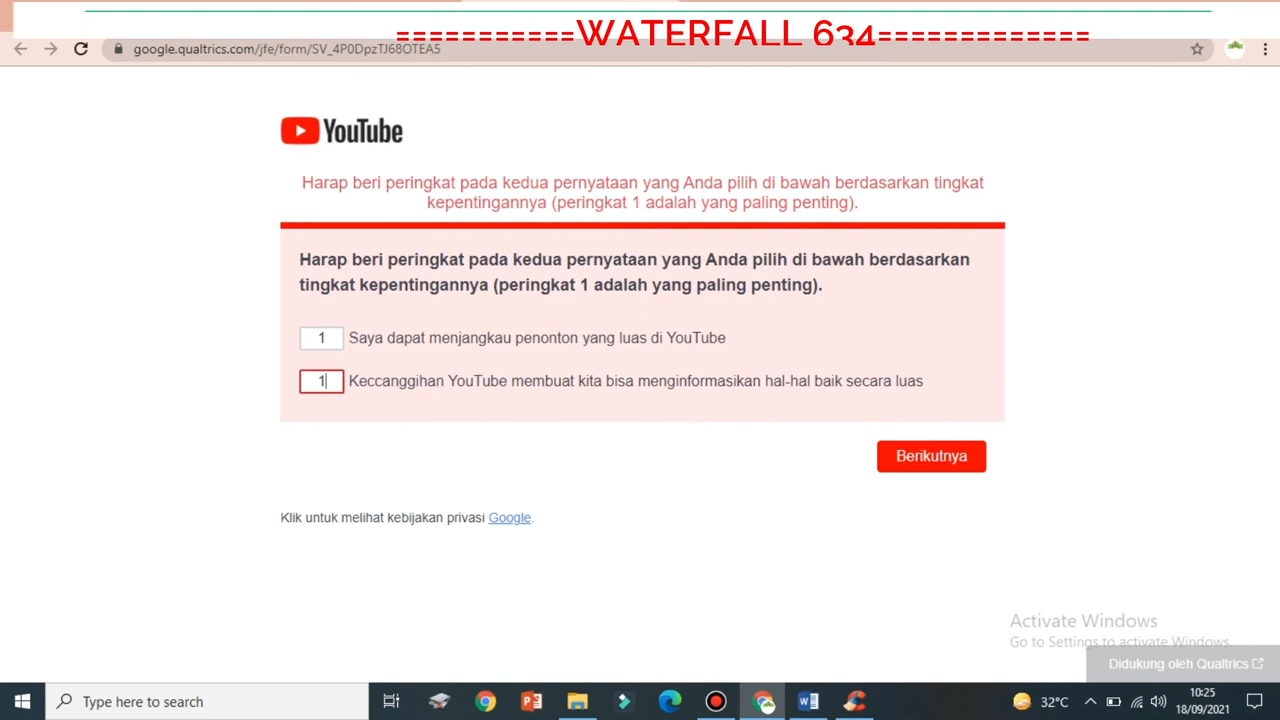 ===========WATERFALL 634=============
google.qualtrics.com/jfe/form/SV_4P0DpzTJ68OTEA5
YouTube
Harap beri peringkat pada kedua pernyataan yang Anda pilih di bawah berdasarkan tingkat
kepentingannya (peringkat 1 adalah yang paling penting).
Harap beri peringkat pada kedua pernyataan yang Anda pilih di bawah berdasarkan
tingkat kepentingannya (peringkat 1 adalah yang paling penting).
1 Saya dapat menjangkau penonton yang luas di YouTube
1 Keccanggihan YouTube membuat kita bisa menginformasikan hal-hal baik secara luas
Berikutnya
Klik untuk melihat kebijakan privasi Google.
Activate Windows
Go to Settings to activate Windows.
Didukung oleh Qualtrics
Type here to search
32°C
10:25
18/09/2021